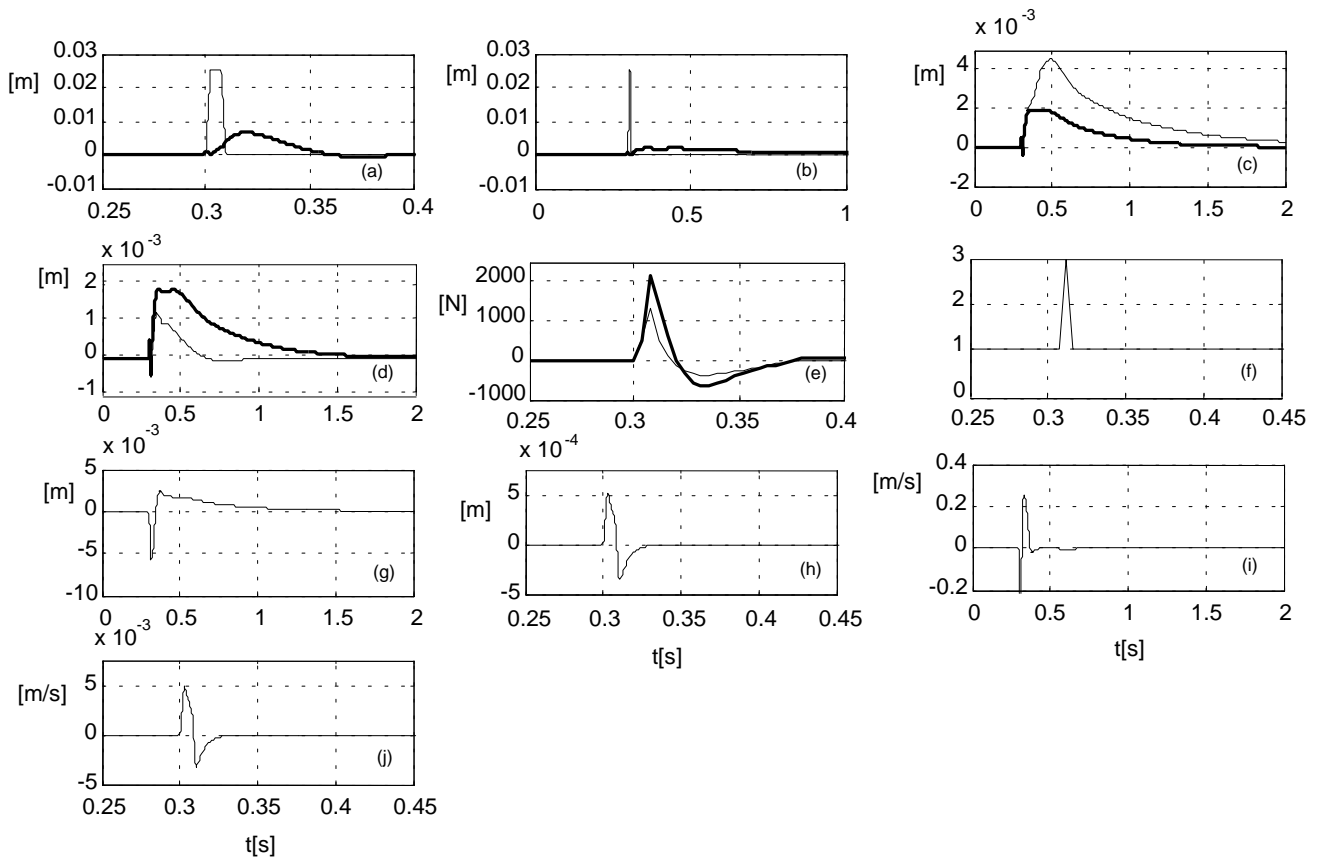 x 10 -3
0.03
0.02
0.01
0
-0.01
[m]
(a)
0.25 0.3 0.35 0.4
0.03
0.02
0.01
0
-0.01
[m]
(b)
0 0.5 1
4
2
0
-2
[m]
(c)
0 0.5 1 1.5 2
x 10 -3
[m]
2
1
0
-1
(d)
0 0.5 1 1.5 2
[N]
2000
1000
0
-1000
(e)
0.25 0.3 0.35 0.4
3
2
1
0
(f)
0.25 0.3 0.35 0.4 0.45
x 10 -3
[m]
5
0
-5
-10
(g)
0 0.5 1 1.5 2
x 10 -4
[m]
5
0
-5
(h)
0.25 0.3 0.35 0.4 0.45
t[s]
[m/s]
0.4
0.2
0
-0.2
(i)
0 0.5 1 1.5 2
t[s]
x 10 -3
[m/s]
5
0
-5
(j)
0.25 0.3 0.35 0.4 0.45
t[s]